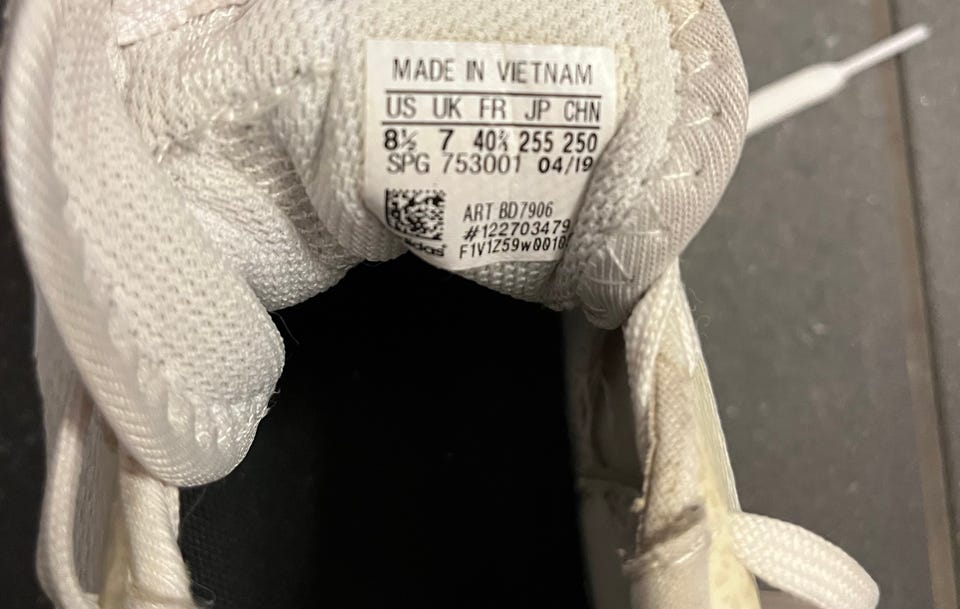 MADE IN VIETNAM
US UK FR JP CHN
8½ 7 40⅔ 255 250
SPG 753001 04/19
ART BD7906
#122703479
adidas